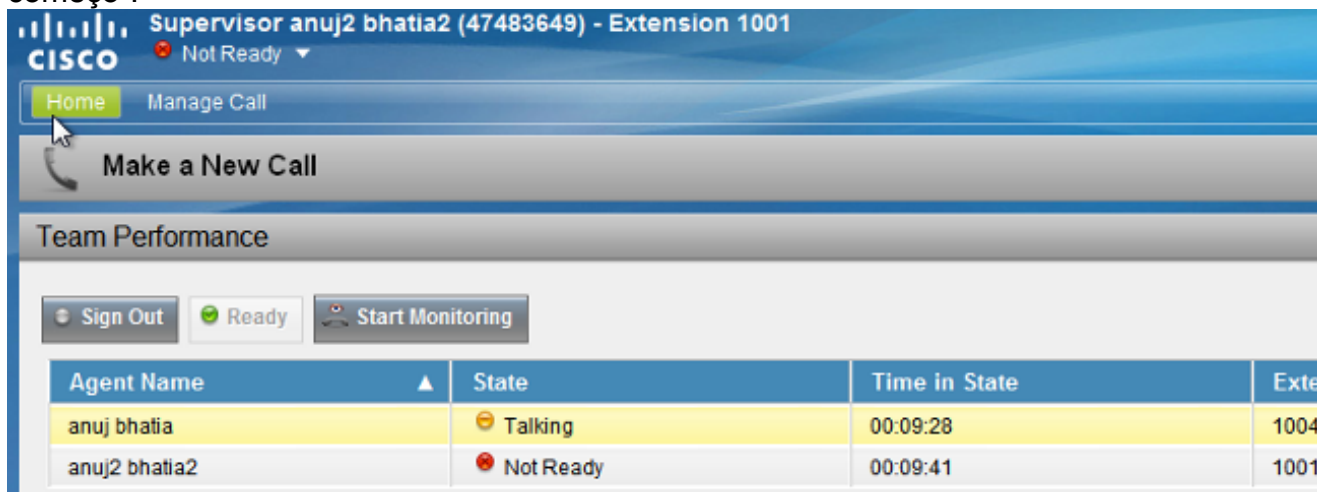 Supervisor anuj2 bhatia2 (47483649) - Extension 1001
CISCO Not Ready
Home Manage Call
Make a New Call
Team Performance
Sign Out Ready Start Monitoring
Agent Name State Time in State Exte
anuj bhatia Talking 00:09:28 1004
anuj2 bhatia2 Not Ready 00:09:41 1001